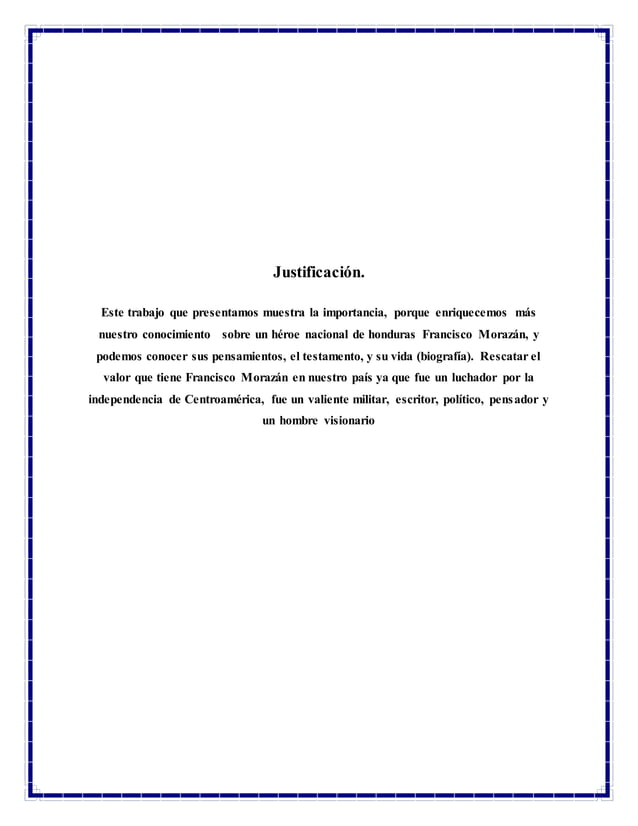 Justificación.
Este trabajo que presentamos muestra la importancia, porque enriquecemos más
nuestro conocimiento sobre un héroe nacional de honduras Francisco Morazán, y
podemos conocer sus pensamientos, el testamento, y su vida (biografía). Rescatar el
valor que tiene Francisco Morazán en nuestro país ya que fue un luchador por la
independencia de Centroamérica, fue un valiente militar, escritor, político, pensador y
un hombre visionario